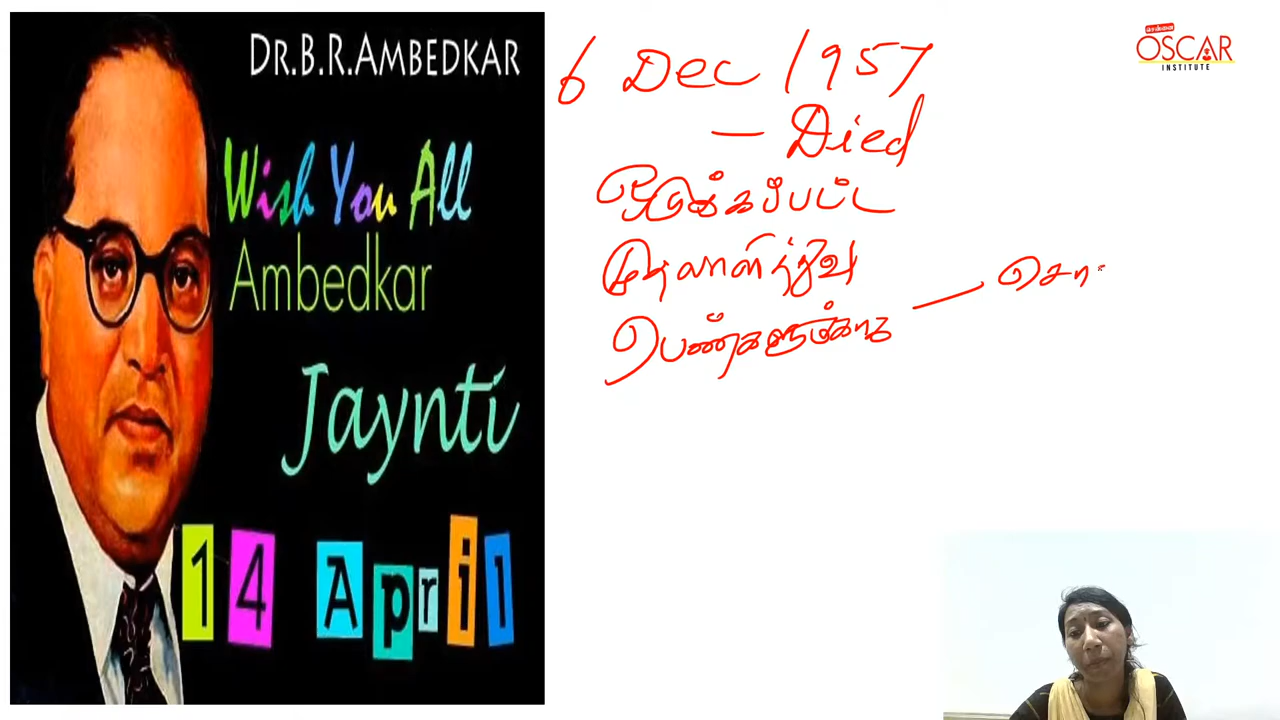 DR.B.R.AMBEDKAR
Wish You All
Ambedkar
Jaynti
14 April
6 Dec 1957
— Died
ஒடுக்கப்பட்ட
பெண்களும்காக
சென்னை
OSCAR
INSTITUTE